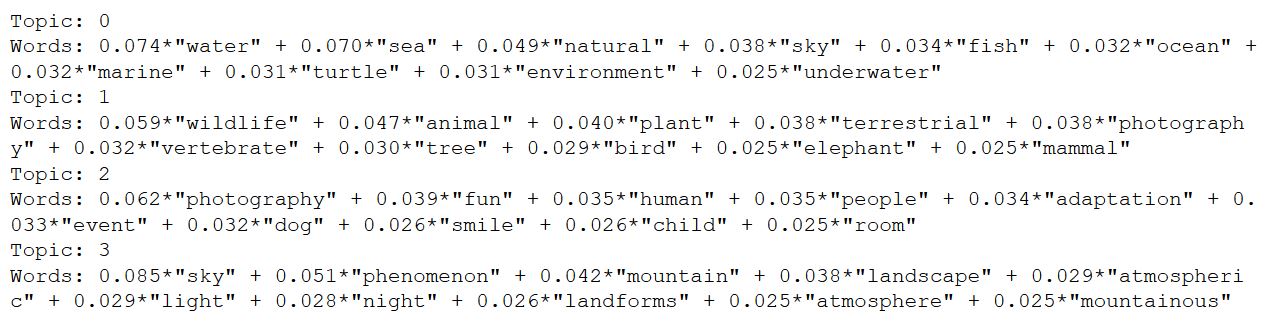 Topic: 0
Words: 0.074*"water" + 0.070*"sea" + 0.049*"natural" + 0.038*"sky" + 0.034*"fish" + 0.032*"ocean" +
0.032*"marine" + 0.031*"turtle" + 0.031*"environment" + 0.025*"underwater"
Topic: 1
Words: 0.059*"wildlife" + 0.047*"animal" + 0.040*"plant" + 0.038*"terrestrial" + 0.038*"photograph
y" + 0.032*"vertebrate" + 0.030*"tree" + 0.029*"bird" + 0.025*"elephant" + 0.025*"mammal"
Topic: 2
Words: 0.062*"photography" + 0.039*"fun" + 0.035*"human" + 0.035*"people" + 0.034*"adaptation" + 0.
033*"event" + 0.032*"dog" + 0.026*"smile" + 0.026*"child" + 0.025*"room"
Topic: 3
Words: 0.085*"sky" + 0.051*"phenomenon" + 0.042*"mountain" + 0.038*"landscape" + 0.029*"atmospheri
c" + 0.029*"light" + 0.028*"night" + 0.026*"landforms" + 0.025*"atmosphere" + 0.025*"mountainous"